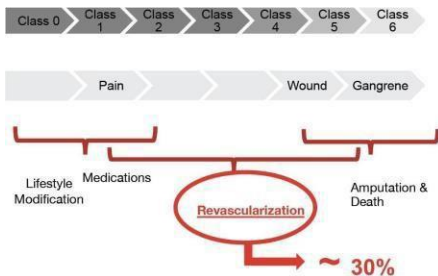 Class 0
Class 1
Class 2
Class 3
Class 4
Class 5
Class 6
Pain
Wound
Gangrene
Lifestyle
Modification
Medications
Revascularization
Amputation &
Death
~ 30%